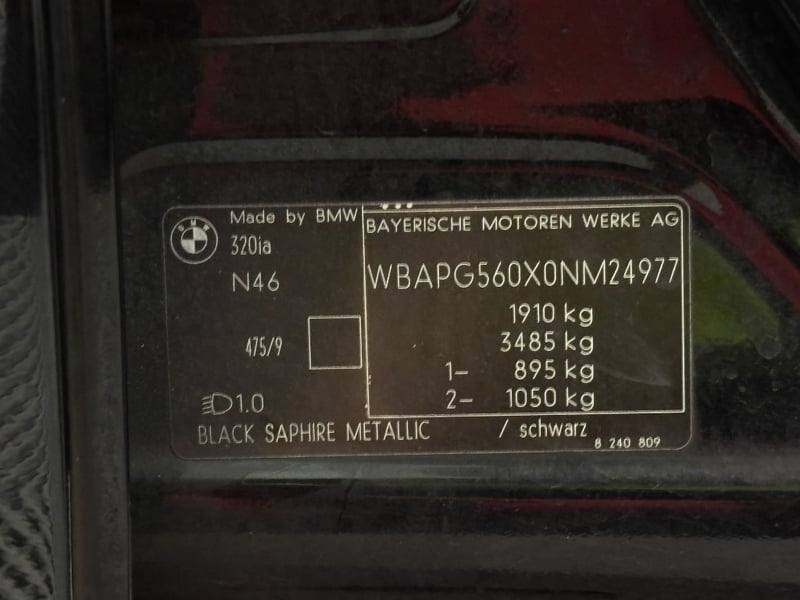 BMW
Made by BMW
320ia
N46
475/9
1.0
BAYERISCHE MOTOREN WERKE AG
WBAPG560X0NM24977
1910 kg
3485 kg
1- 895 kg
2- 1050 kg
BLACK SAPHIRE METALLIC / schwarz
8 240 809